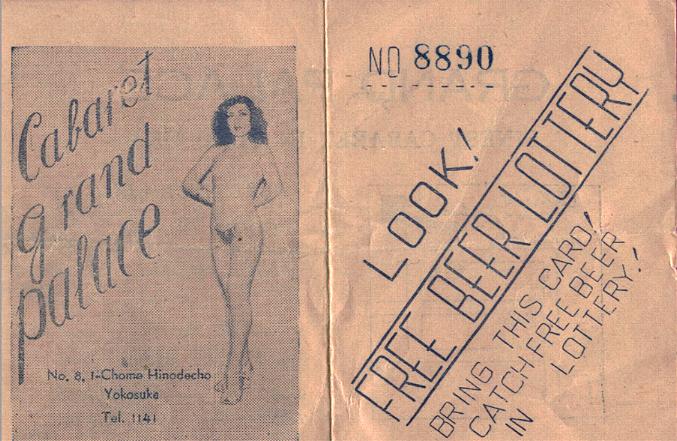 Cabaret
grand
palace
No. 8, 1-Chome Hinodecho
Yokosuka
Tel. 1141
NO 8890
LOOK!
FREE BEER LOTTERY
BRING THIS CARD!
CATCH FREE BEER
IN LOTTERY!